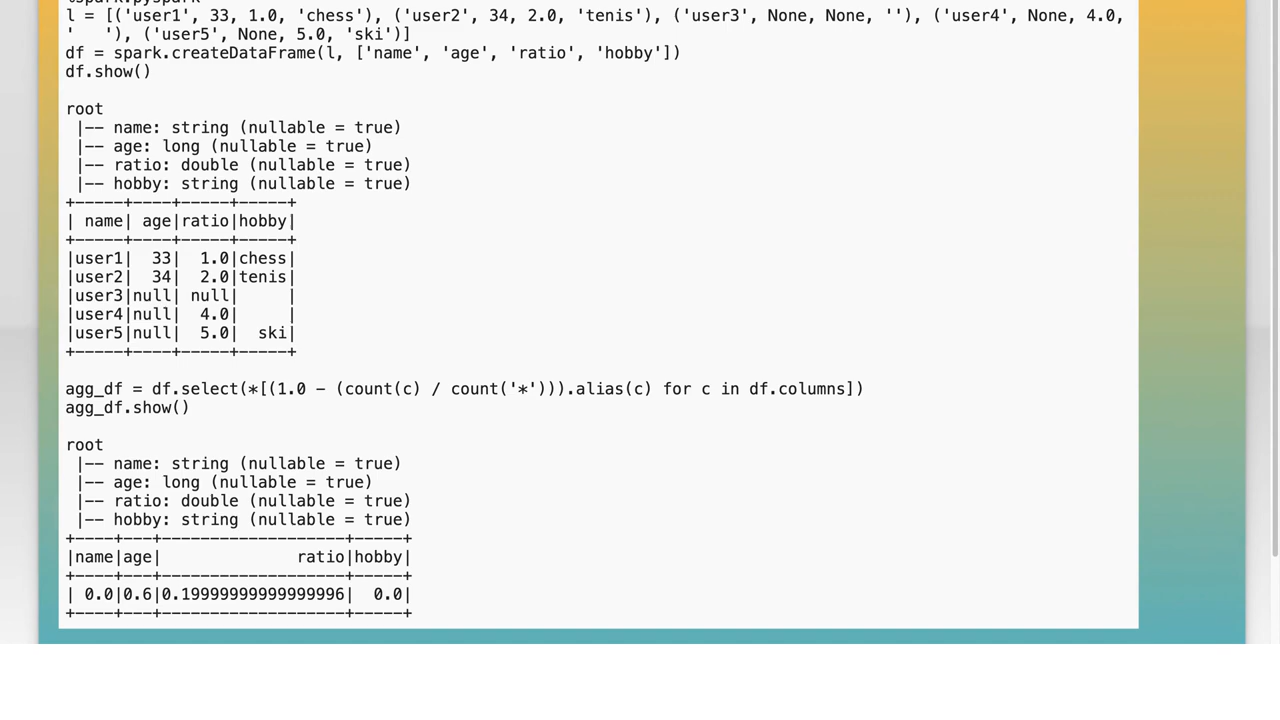 %spark.pyspark
l = [('user1', 33, 1.0, 'chess'), ('user2', 34, 2.0, 'tenis'), ('user3', None, None, ''), ('user4', None, 4.0,
'   '), ('user5', None, 5.0, 'ski')]
df = spark.createDataFrame(l, ['name', 'age', 'ratio', 'hobby'])
df.show()
root
 |-- name: string (nullable = true)
 |-- age: long (nullable = true)
 |-- ratio: double (nullable = true)
 |-- hobby: string (nullable = true)
+-----+----+-----+-----+
| name| age|ratio|hobby|
+-----+----+-----+-----+
|user1|  33|  1.0|chess|
|user2|  34|  2.0|tenis|
|user3|null| null|     |
|user4|null|  4.0|     |
|user5|null|  5.0|  ski|
+-----+----+-----+-----+
agg_df = df.select(*[(1.0 - (count(c) / count('*'))).alias(c) for c in df.columns])
agg_df.show()
root
 |-- name: string (nullable = true)
 |-- age: long (nullable = true)
 |-- ratio: double (nullable = true)
 |-- hobby: string (nullable = true)
+----+---+-------------------+-----+
|name|age|              ratio|hobby|
+----+---+-------------------+-----+
| 0.0|0.6|0.19999999999999996|  0.0|
+----+---+-------------------+-----+